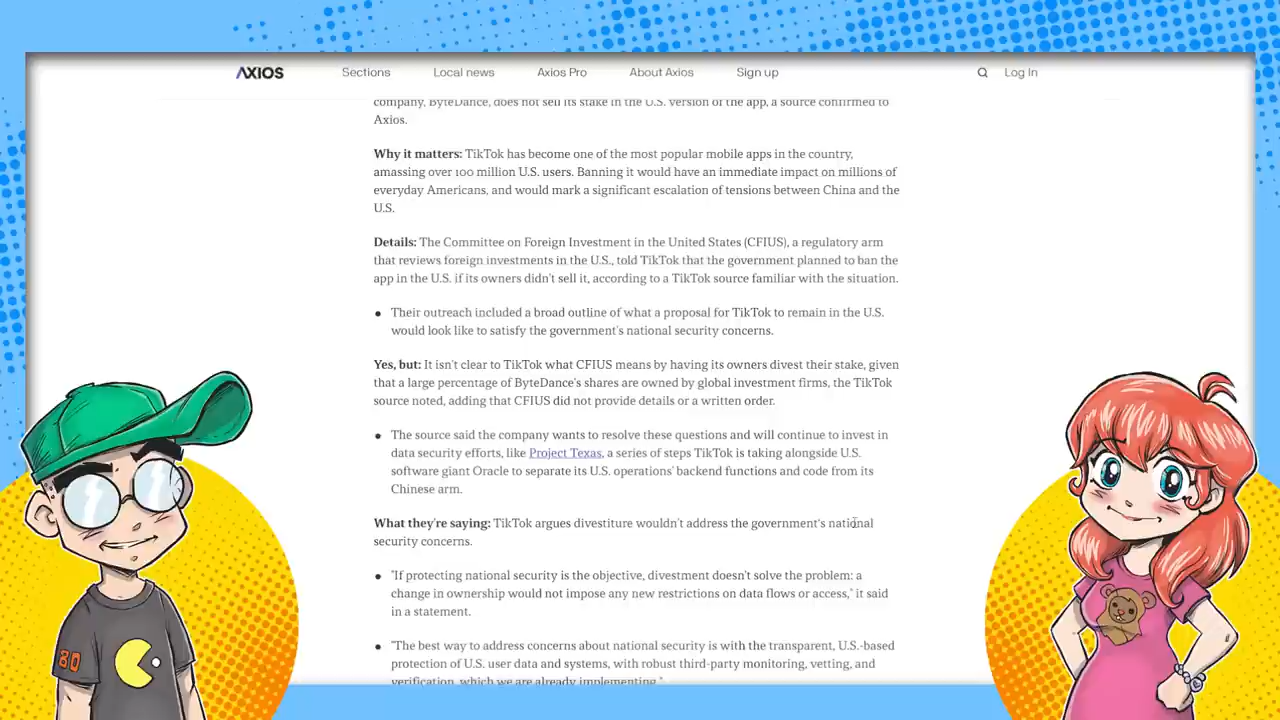 AXIOS
Sections
Local news
Axios Pro
About Axios
Sign up
Log In
company, ByteDance, does not sell its stake in the U.S. version of the app, a source confirmed to
Axios.
Why it matters: TikTok has become one of the most popular mobile apps in the country,
amassing over 100 million U.S. users. Banning it would have an immediate impact on millions of
everyday Americans, and would mark a significant escalation of tensions between China and the
U.S.
Details: The Committee on Foreign Investment in the United States (CFIUS), a regulatory arm
that reviews foreign investments in the U.S., told TikTok that the government planned to ban the
app in the U.S. if its owners didn't sell it, according to a TikTok source familiar with the situation.
• Their outreach included a broad outline of what a proposal for TikTok to remain in the U.S.
would look like to satisfy the government's national security concerns.
Yes, but: It isn't clear to TikTok what CFIUS means by having its owners divest their stake, given
that a large percentage of ByteDance's shares are owned by global investment firms, the TikTok
source noted, adding that CFIUS did not provide details or a written order.
• The source said the company wants to resolve these questions and will continue to invest in
data security efforts, like Project Texas, a series of steps TikTok is taking alongside U.S.
software giant Oracle to separate its U.S. operations' backend functions and code from its
Chinese arm.
What they're saying: TikTok argues divestiture wouldn't address the government's national
security concerns.
• "If protecting national security is the objective, divestment doesn't solve the problem: a
change in ownership would not impose any new restrictions on data flows or access," it said
in a statement.
• "The best way to address concerns about national security is with the transparent, U.S.-based
protection of U.S. user data and systems, with robust third-party monitoring, vetting, and
verification, which we are already implementing."
80